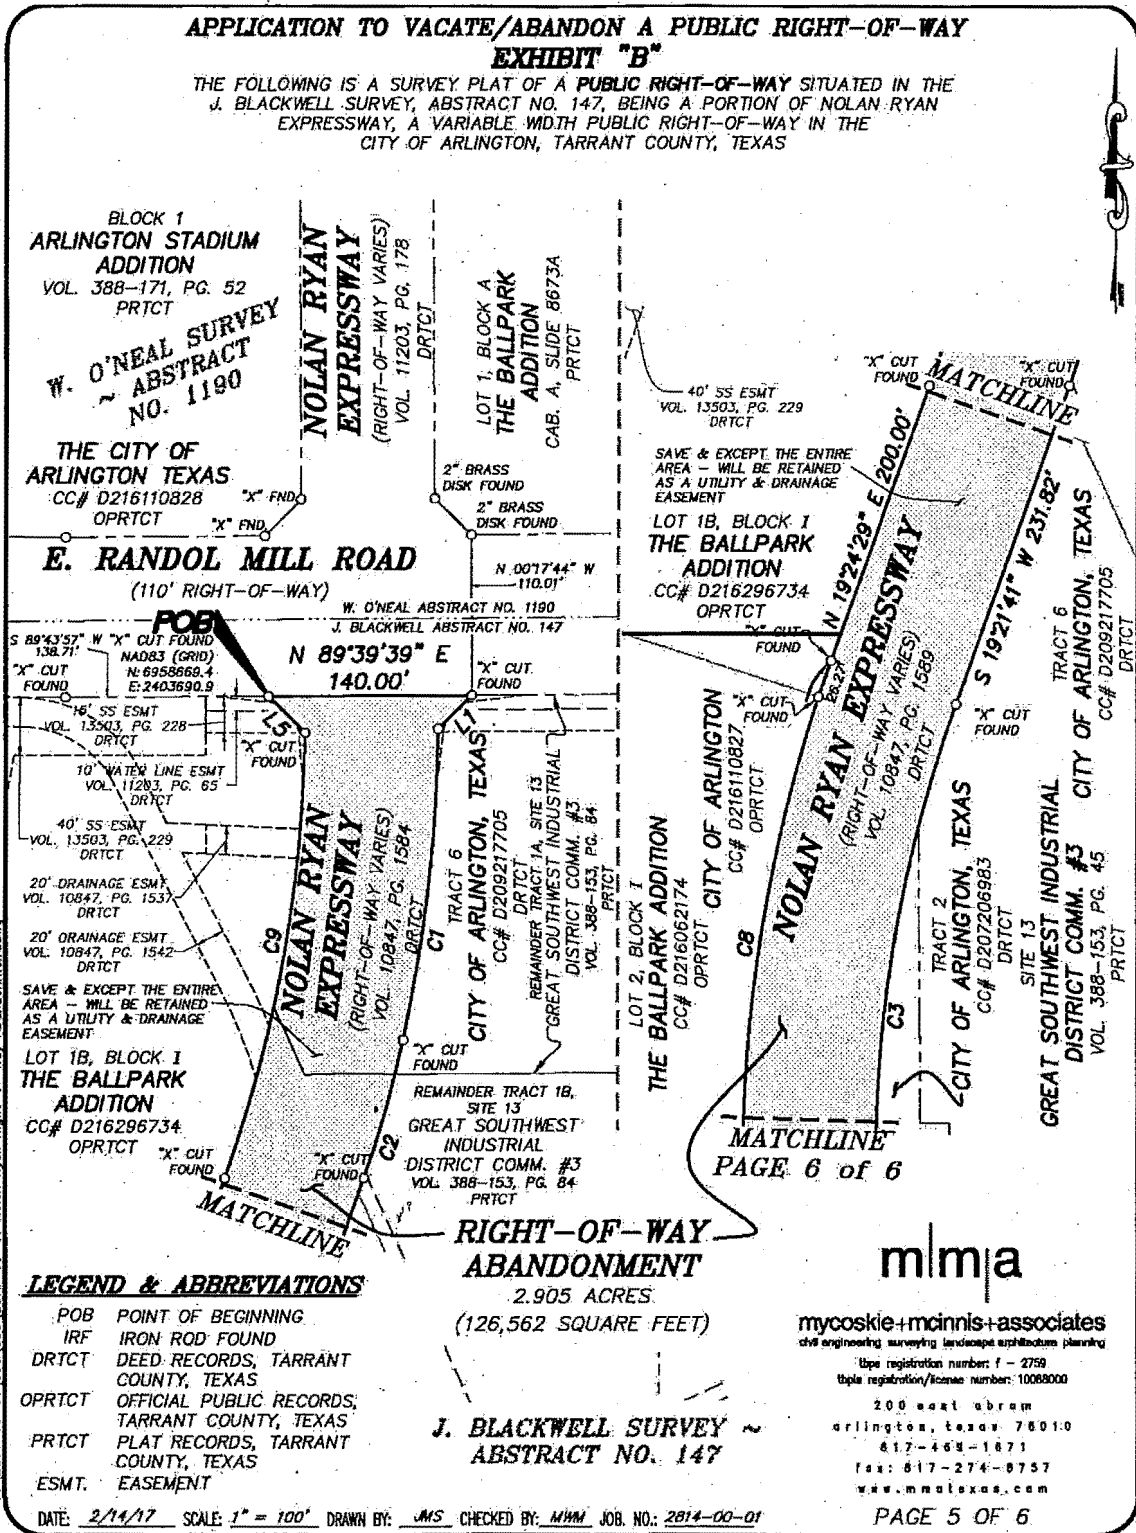 APPLICATION TO VACATE/ABANDON A PUBLIC RIGHT-OF-WAY
EXHIBIT "B"
THE FOLLOWING IS A SURVEY PLAT OF A PUBLIC RIGHT-OF-WAY SITUATED IN THE
J. BLACKWELL SURVEY, ABSTRACT NO. 147, BEING A PORTION OF NOLAN RYAN
EXPRESSWAY, A VARIABLE WIDTH PUBLIC RIGHT-OF-WAY IN THE
CITY OF ARLINGTON, TARRANT COUNTY, TEXAS
BLOCK 1
ARLINGTON STADIUM
ADDITION
VOL. 388-171, PG. 52
PRTCT
W. O'NEAL SURVEY
~ ABSTRACT
NO. 1190
THE CITY OF
ARLINGTON TEXAS
CC# D216110828
OPRTCT
"X" FND
"X" FND
NOLAN RYAN
EXPRESSWAY
(RIGHT-OF-WAY VARIES)
VOL. 11203, PG. 178
DRTCT
LOT 1, BLOCK A
THE BALLPARK
ADDITION
CAB. A, SLIDE 8673A
PRTCT
2" BRASS
DISK FOUND
2" BRASS
DISK FOUND
E. RANDOL MILL ROAD
(110' RIGHT-OF-WAY)
N 00°17'44" W
110.01'
W. O'NEAL ABSTRACT NO. 1190
J. BLACKWELL ABSTRACT NO. 147
POB
S 89°43'57" W
138.71'
"X" CUT FOUND
NAD83 (GRID)
N: 6958669.4
E: 2403690.9
"X" CUT
FOUND
N 89°39'39" E
140.00'
"X" CUT
FOUND
L5
L1
"X" CUT
FOUND
15' SS ESMT
VOL. 13503, PG. 228
DRTCT
10' WATER LINE ESMT
VOL. 11203, PG. 65
DRTCT
40' SS ESMT
VOL. 13503, PG. 229
DRTCT
20' DRAINAGE ESMT
VOL. 10847, PG. 1537
DRTCT
20' DRAINAGE ESMT
VOL. 10847, PG. 1542
DRTCT
SAVE & EXCEPT THE ENTIRE
AREA - WILL BE RETAINED
AS A UTILITY & DRAINAGE
EASEMENT
LOT 1B, BLOCK I
THE BALLPARK
ADDITION
CC# D216296734
OPRTCT
"X" CUT
FOUND
C9
NOLAN RYAN
EXPRESSWAY
(RIGHT-OF-WAY VARIES)
VOL. 10847, PG. 1584
DRTCT
C1
TRACT 6
CITY OF ARLINGTON, TEXAS
CC# D209217705
DRTCT
REMAINDER TRACT 1A, SITE 13
GREAT SOUTHWEST INDUSTRIAL
DISTRICT COMM. #3
VOL. 388-153, PG. 84
PRTCT
"X" CUT
FOUND
REMAINDER TRACT 1B,
SITE 13
GREAT SOUTHWEST
INDUSTRIAL
DISTRICT COMM. #3
VOL. 388-153, PG. 84
PRTCT
C2
"X" CUT
FOUND
MATCHLINE
40' SS ESMT
VOL. 13503, PG. 229
DRTCT
"X" CUT
FOUND
"X" CUT
FOUND
MATCHLINE
SAVE & EXCEPT THE ENTIRE
AREA - WILL BE RETAINED
AS A UTILITY & DRAINAGE
EASEMENT
LOT 1B, BLOCK I
THE BALLPARK
ADDITION
CC# D216296734
OPRTCT
N 19°24'29" E 200.00'
S 19°21'41" W 231.82'
"X" CUT
FOUND
26.27'
"X" CUT
FOUND
"X" CUT
FOUND
NOLAN RYAN EXPRESSWAY
(RIGHT-OF-WAY VARIES)
VOL. 10847, PG. 1589
DRTCT
TRACT 6
CITY OF ARLINGTON, TEXAS
CC# D209217705
DRTCT
CITY OF ARLINGTON
CC# D216110827
OPRTCT
LOT 2, BLOCK I
THE BALLPARK ADDITION
CC# D216062174
OPRTCT
C8
C3
TRACT 2
CITY OF ARLINGTON, TEXAS
CC# D207206983
DRTCT
SITE 13
GREAT SOUTHWEST INDUSTRIAL
DISTRICT COMM. #3
VOL. 388-153, PG. 45
PRTCT
MATCHLINE
PAGE 6 of 6
RIGHT-OF-WAY
ABANDONMENT
2.905 ACRES
(126,562 SQUARE FEET)
J. BLACKWELL SURVEY ~
ABSTRACT NO. 147
LEGEND & ABBREVIATIONS
POB POINT OF BEGINNING
IRF IRON ROD FOUND
DRTCT DEED RECORDS, TARRANT
COUNTY, TEXAS
OPRTCT OFFICIAL PUBLIC RECORDS,
TARRANT COUNTY, TEXAS
PRTCT PLAT RECORDS, TARRANT
COUNTY, TEXAS
ESMT. EASEMENT
m|m|a
mycoskie+mcinnis+associates
civil engineering surveying landscape architecture planning
tbpe registration number: f - 2759
tbpls registration/license number: 10088000
200 east abram
arlington, texas 76010
817-469-1671
fax: 817-274-8757
www.mmatexas.com
DATE: 2/14/17 SCALE: 1" = 100' DRAWN BY: JMS CHECKED BY: MWM JOB. NO.: 2814-00-01
PAGE 5 OF 6